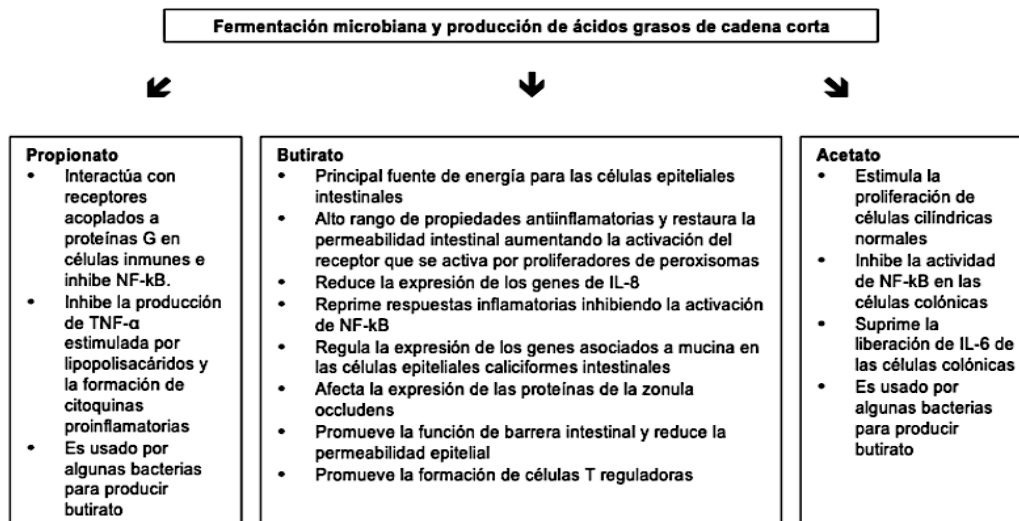 Fermentación microbiana y producción de ácidos grasos de cadena corta
Propionato
• Interactúa con
receptores
acoplados a
proteínas G en
células inmunes e
inhibe NF-kB.
• Inhibe la producción
de TNF-α
estimulada por
lipopolisacáridos y
la formación de
citoquinas
proinflamatorias
• Es usado por
algunas bacterias
para producir
butirato
Butirato
• Principal fuente de energía para las células epiteliales
intestinales
• Alto rango de propiedades antiinflamatorias y restaura la
permeabilidad intestinal aumentando la activación del
receptor que se activa por proliferadores de peroxisomas
• Reduce la expresión de los genes de IL-8
• Reprime respuestas inflamatorias inhibiendo la activación
de NF-kB
• Regula la expresión de los genes asociados a mucina en
las células epiteliales caliciformes intestinales
• Afecta la expresión de las proteínas de la zonula
occludens
• Promueve la función de barrera intestinal y reduce la
permeabilidad epitelial
• Promueve la formación de células T reguladoras
Acetato
• Estimula la
proliferación de
células cilíndricas
normales
• Inhibe la actividad
de NF-kB en las
células colónicas
• Suprime la
liberación de IL-6 de
las células colónicas
• Es usado por
algunas bacterias
para producir
butirato